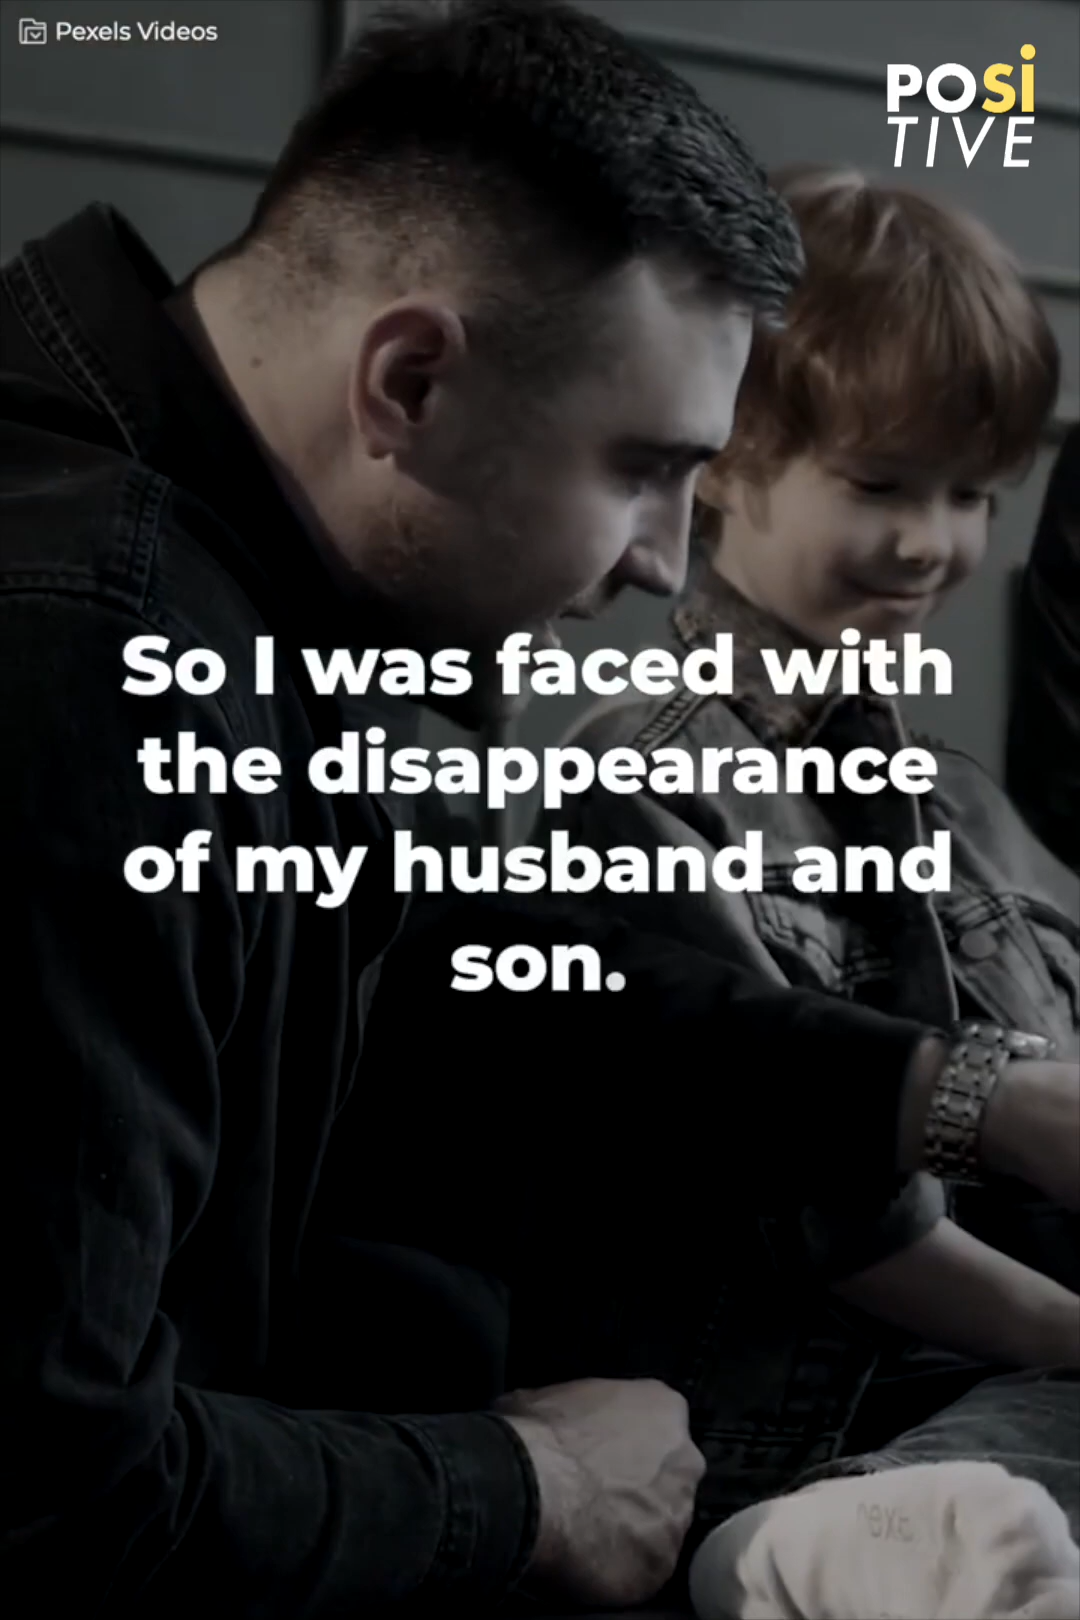 Pexels Videos
POSi
TIVE
So I was faced with
the disappearance
of my husband and
son.